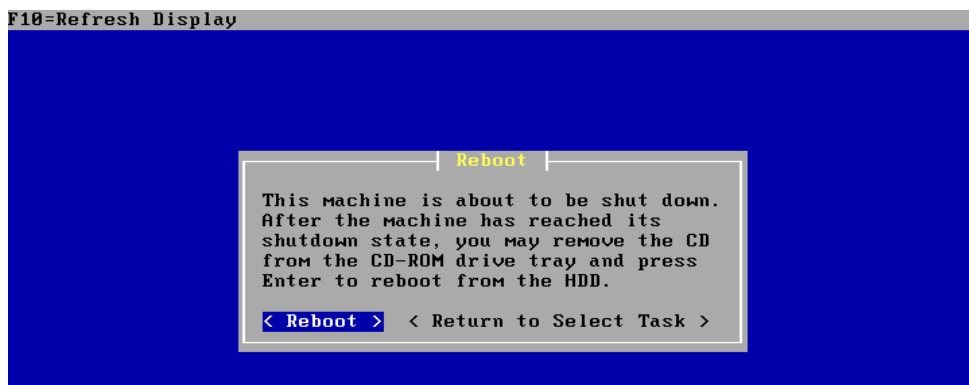 F10=Refresh Display
Reboot
This machine is about to be shut down.
After the machine has reached its
shutdown state, you may remove the CD
from the CD-ROM drive tray and press
Enter to reboot from the HDD.
< Reboot > < Return to Select Task >